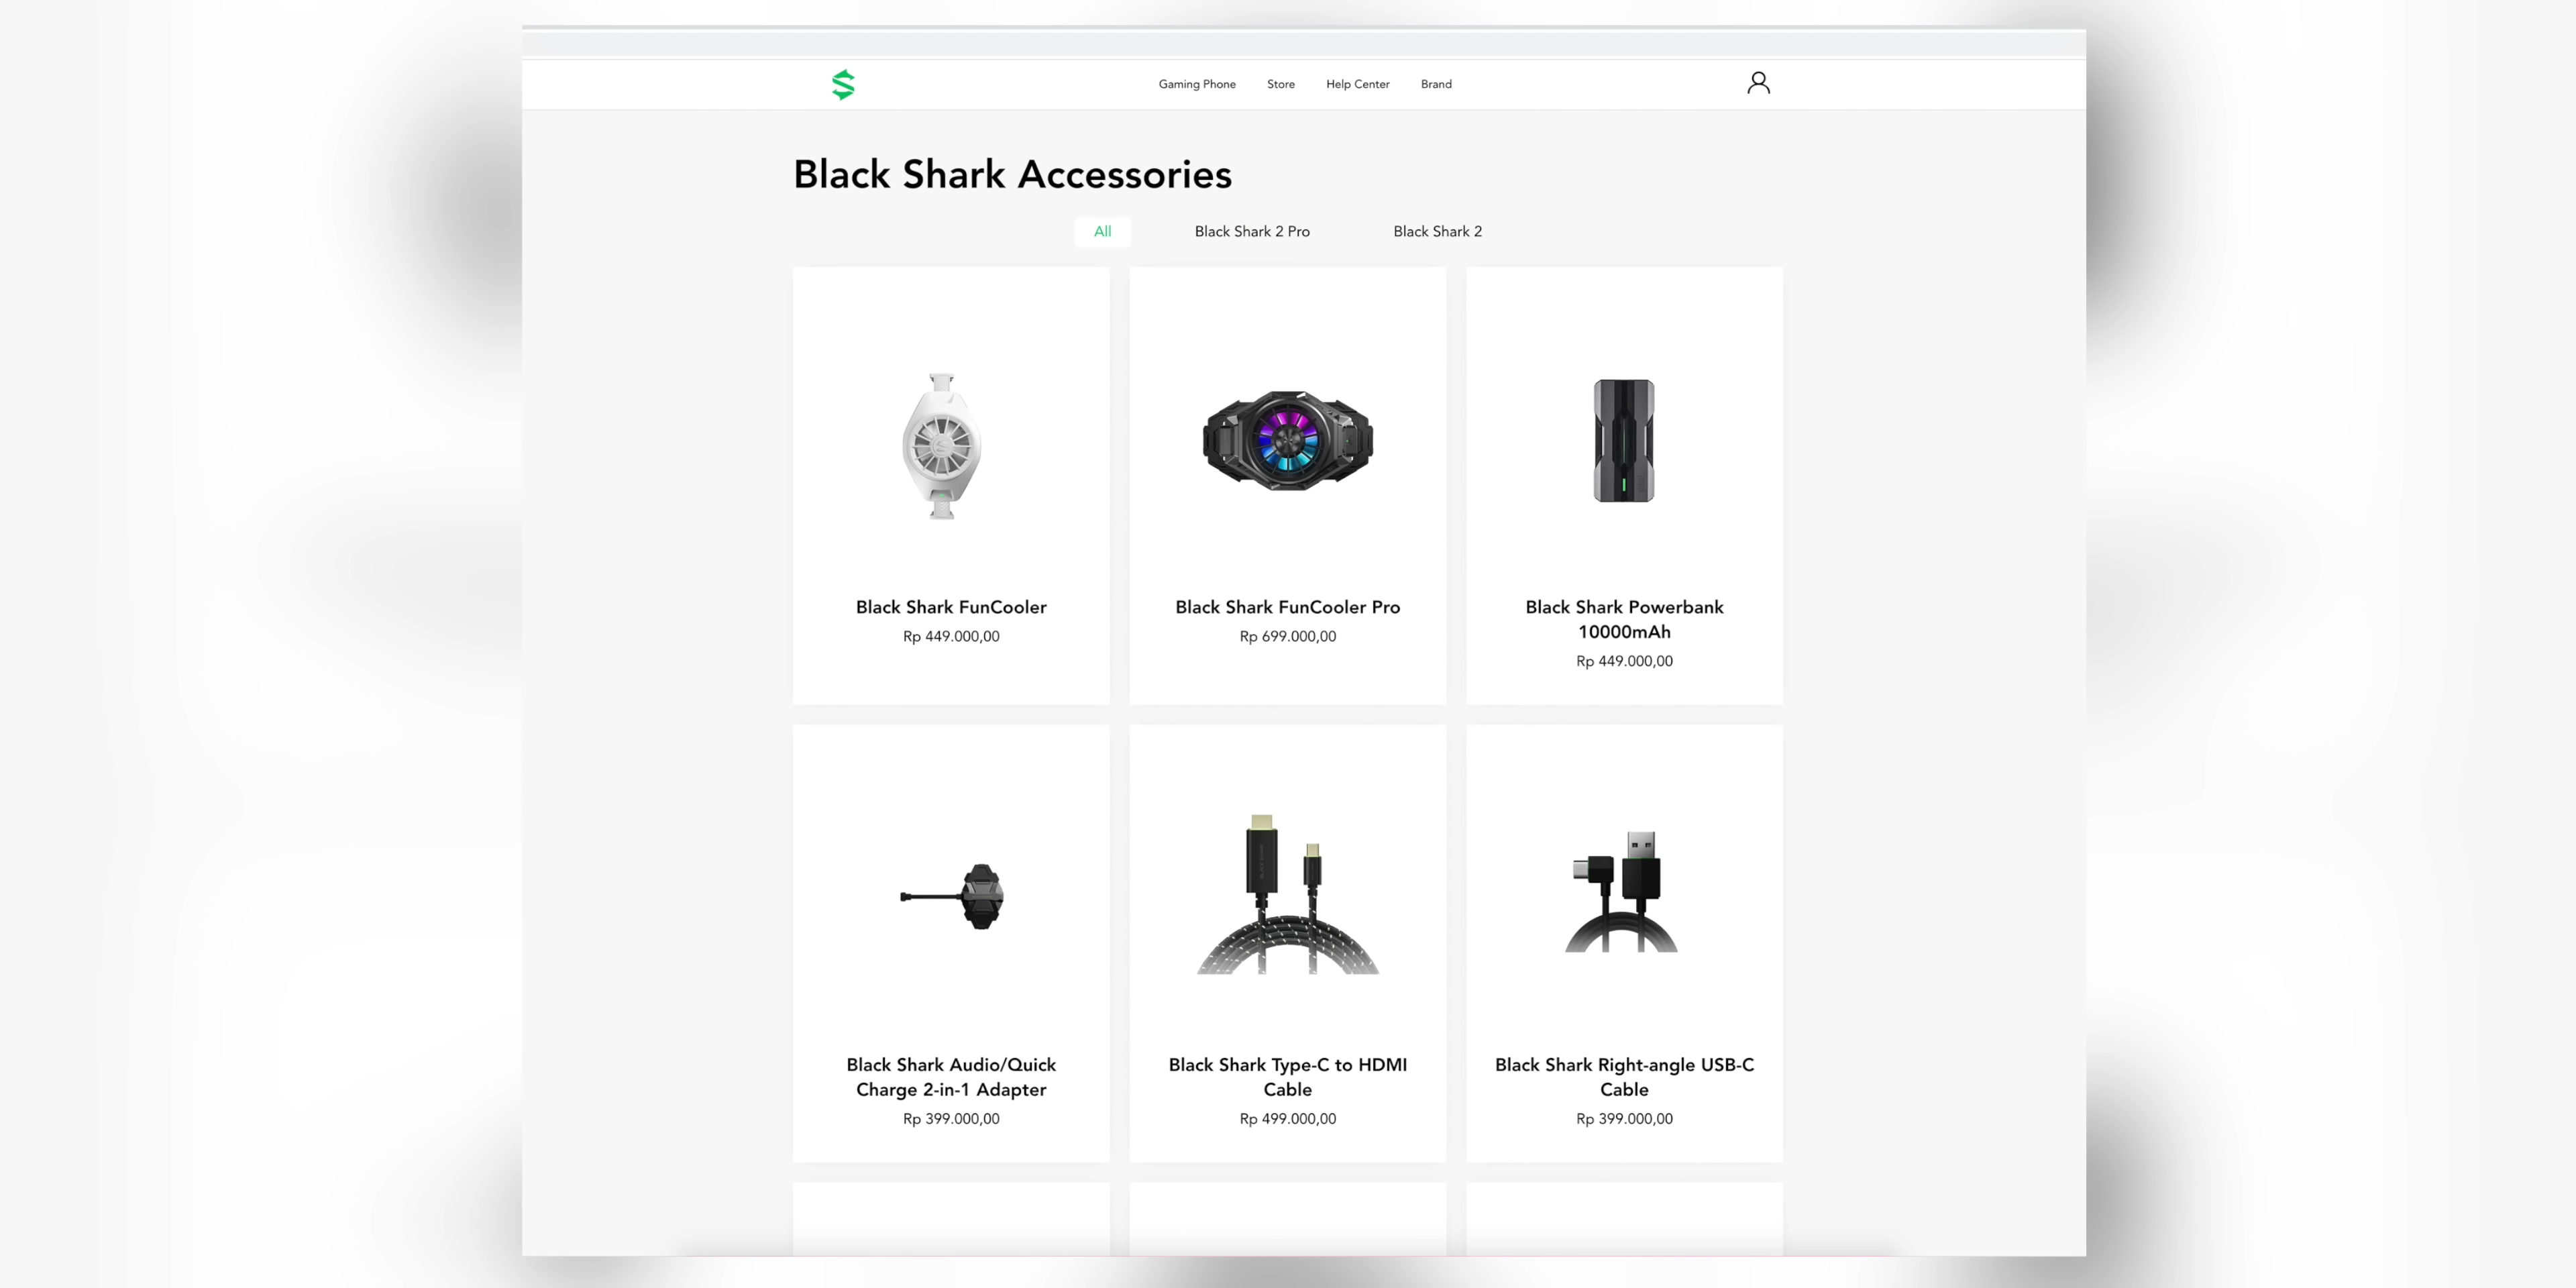 Gaming Phone Store Help Center Brand
Black Shark Accessories
All Black Shark 2 Pro Black Shark 2
Black Shark FunCooler
Rp 449.000,00
Black Shark FunCooler Pro
Rp 699.000,00
Black Shark Powerbank
10000mAh
Rp 449.000,00
Black Shark Audio/Quick
Charge 2-in-1 Adapter
Rp 399.000,00
Black Shark Type-C to HDMI
Cable
Rp 499.000,00
Black Shark Right-angle USB-C
Cable
Rp 399.000,00